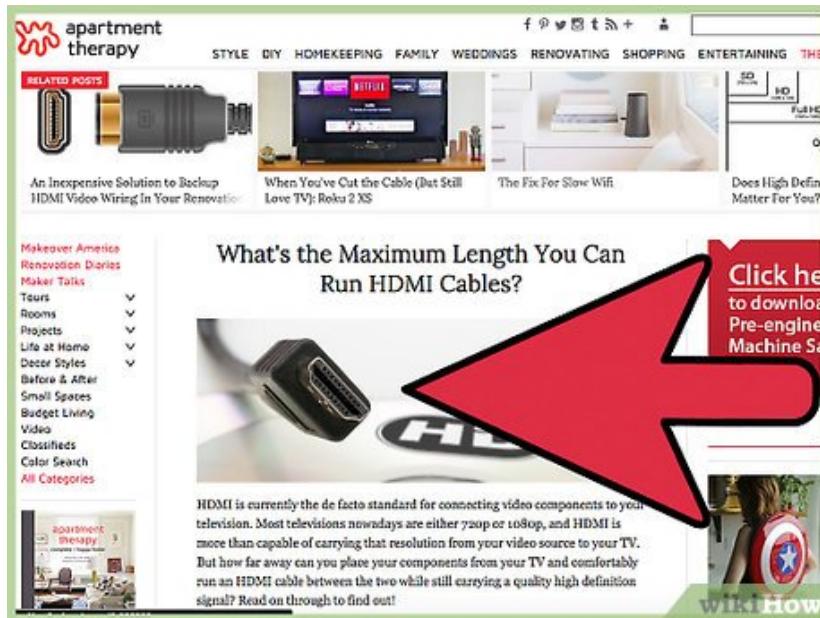 apartment
therapy
STYLE DIY HOMEKEEPING FAMILY WEDDINGS RENOVATING SHOPPING ENTERTAINING THE
RELATED POSTS
NETFLIX
SD
HD
Full HD
An Inexpensive Solution to Backup
HDMI Video Wiring In Your Renovation
When You've Cut the Cable (But Still
Love TV): Roku 2 XS
The Fix For Slow Wifi
Does High Defin
Matter For You?
Makeover America
Renovation Diaries
Maker Talks
Tours
Rooms
Projects
Life at Home
Decor Styles
Before & After
Small Spaces
Budget Living
Video
Classifieds
Color Search
All Categories
apartment
therapy
What's the Maximum Length You Can
Run HDMI Cables?
HDMI is currently the de facto standard for connecting video components to your
television. Most televisions nowadays are either 720p or 1080p, and HDMI is
more than capable of carrying that resolution from your video source to your TV.
But how far away can you place your components from your TV and comfortably
run an HDMI cable between the two while still carrying a quality high definition
signal? Read on through to find out!
Click he
to downloa
Pre-engine
Machine Sa
wikiHow